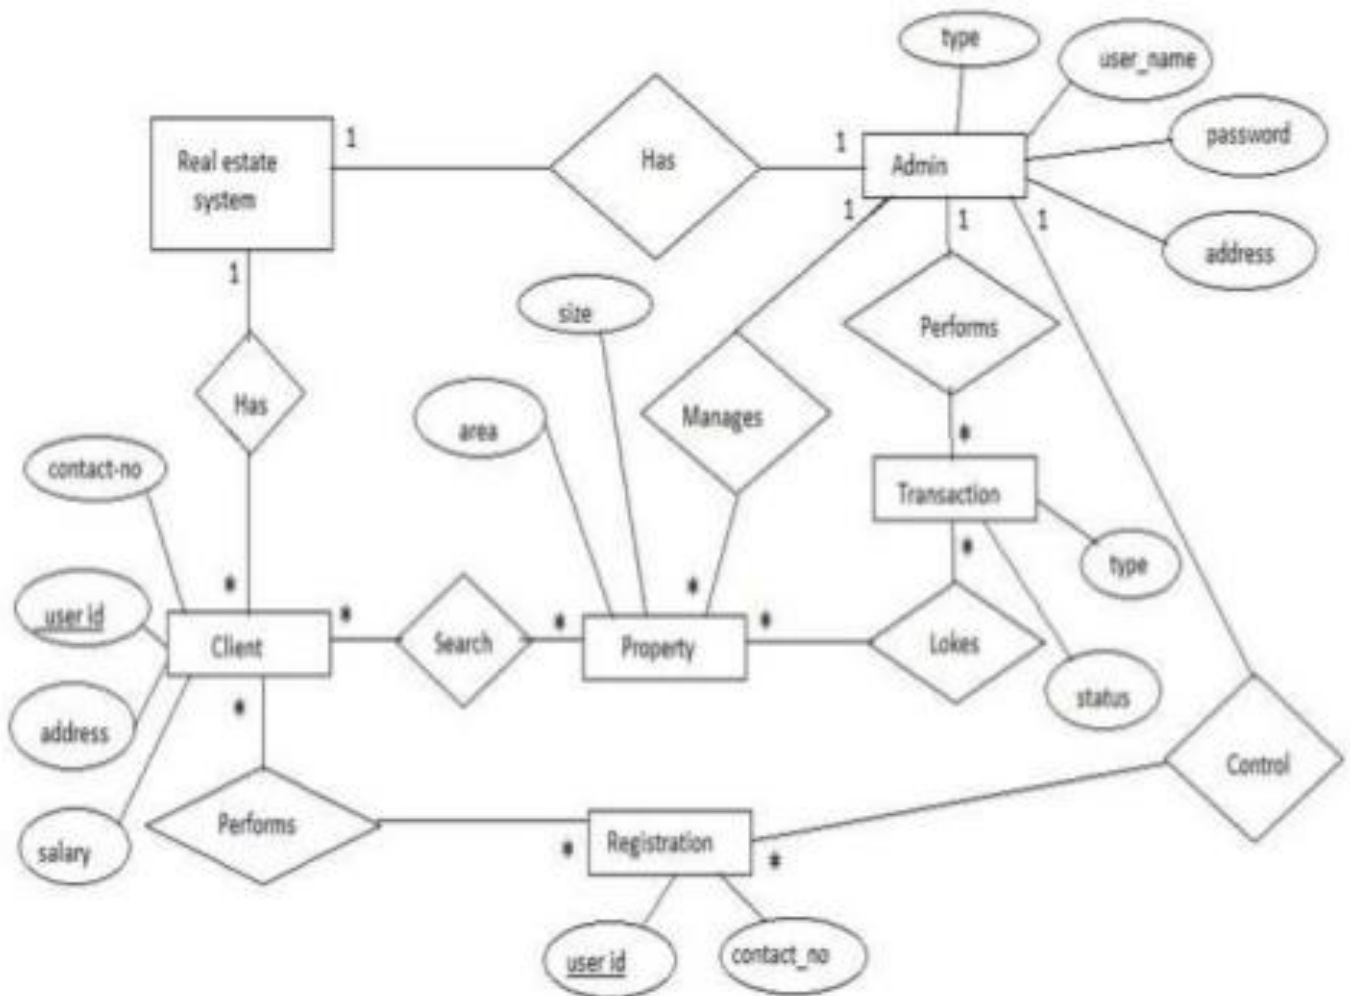 type
user_name
password
address
Real estate
system
1
Has
1
Admin
1
1
1
1
Has
size
Performs
area
Manages
*
contact-no
Transaction
*
type
*
*
*
*
*
user id
Client
Search
Property
Lokes
status
*
address
Control
Performs
salary
*
Registration
*
user id
contact_no